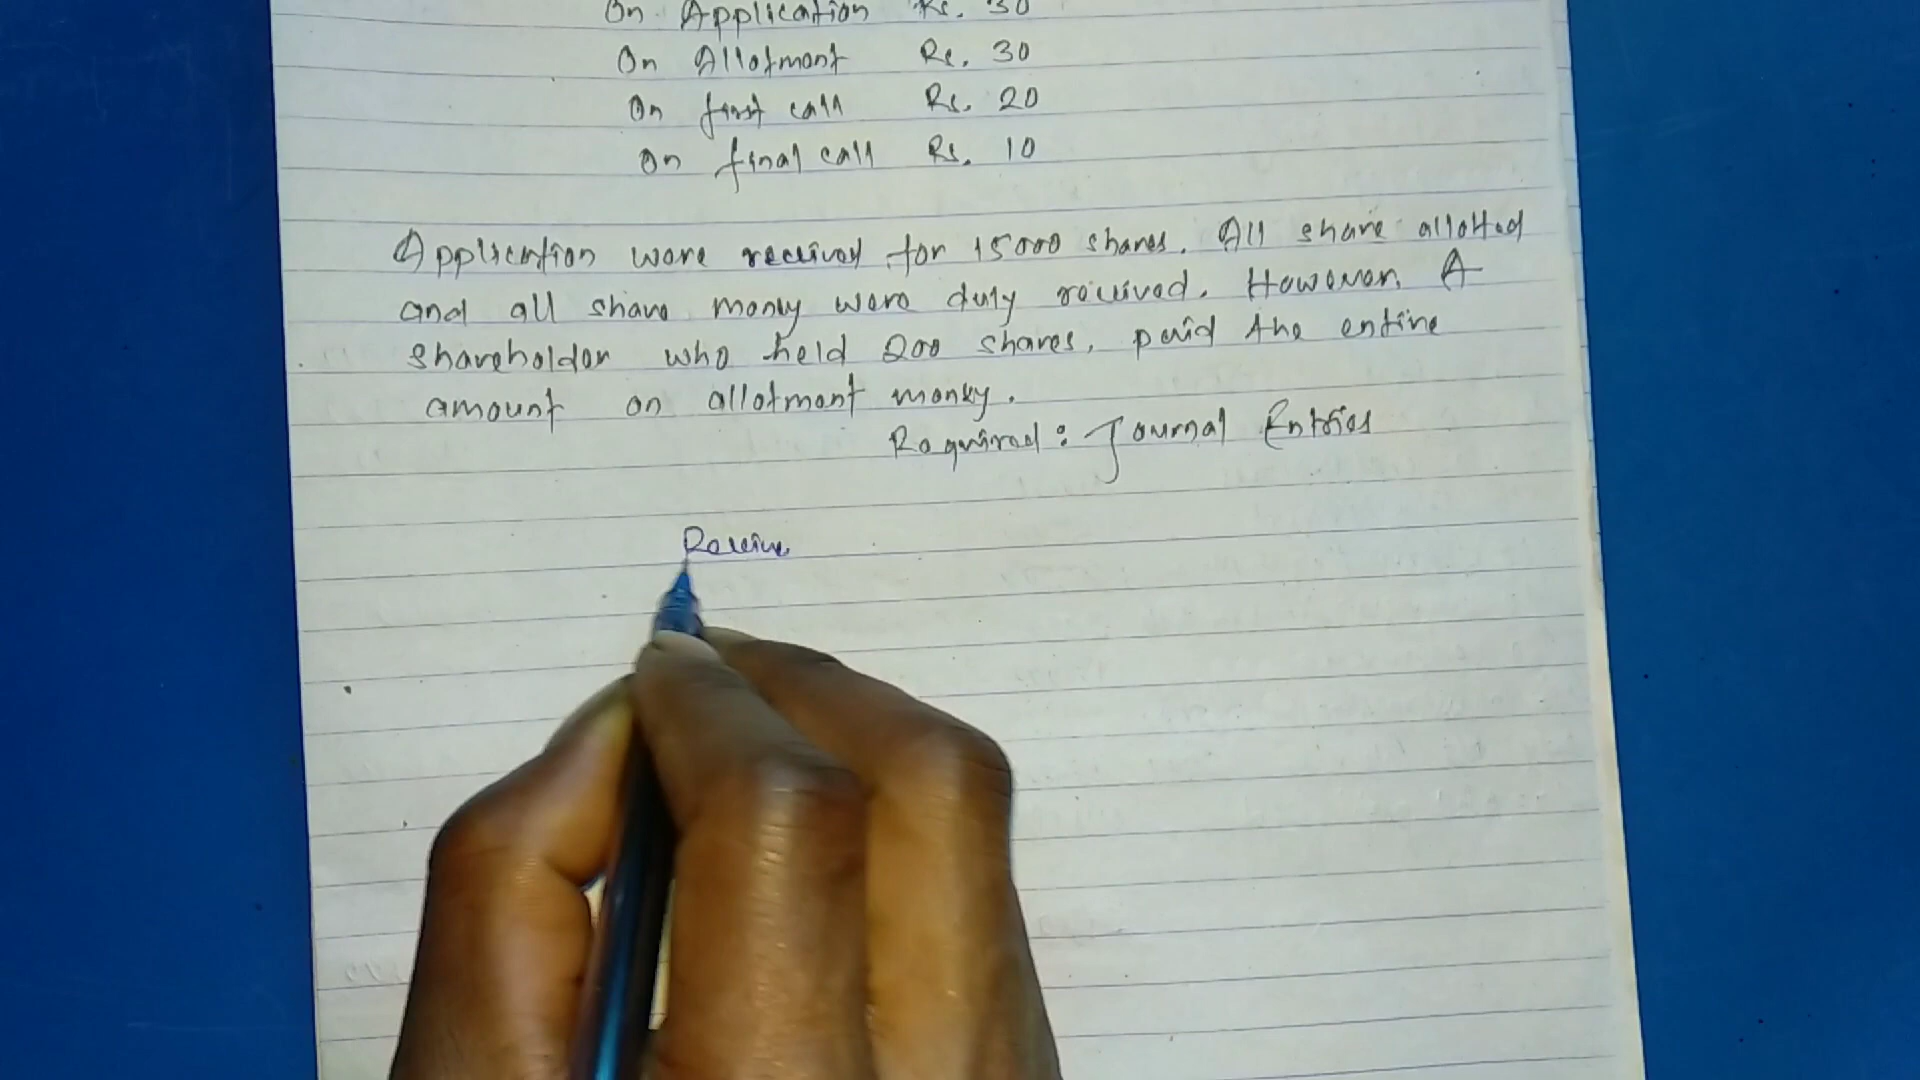 On Application Rs. 30
On Allotment Rs. 30
On first call Rs. 20
On final call Rs. 10
Application were received for 15000 shares. All share allotted
and all share money were duly received. However, A
shareholder who held 200 shares, paid the entire
amount on allotment money.
Required: Journal Entries
Receive